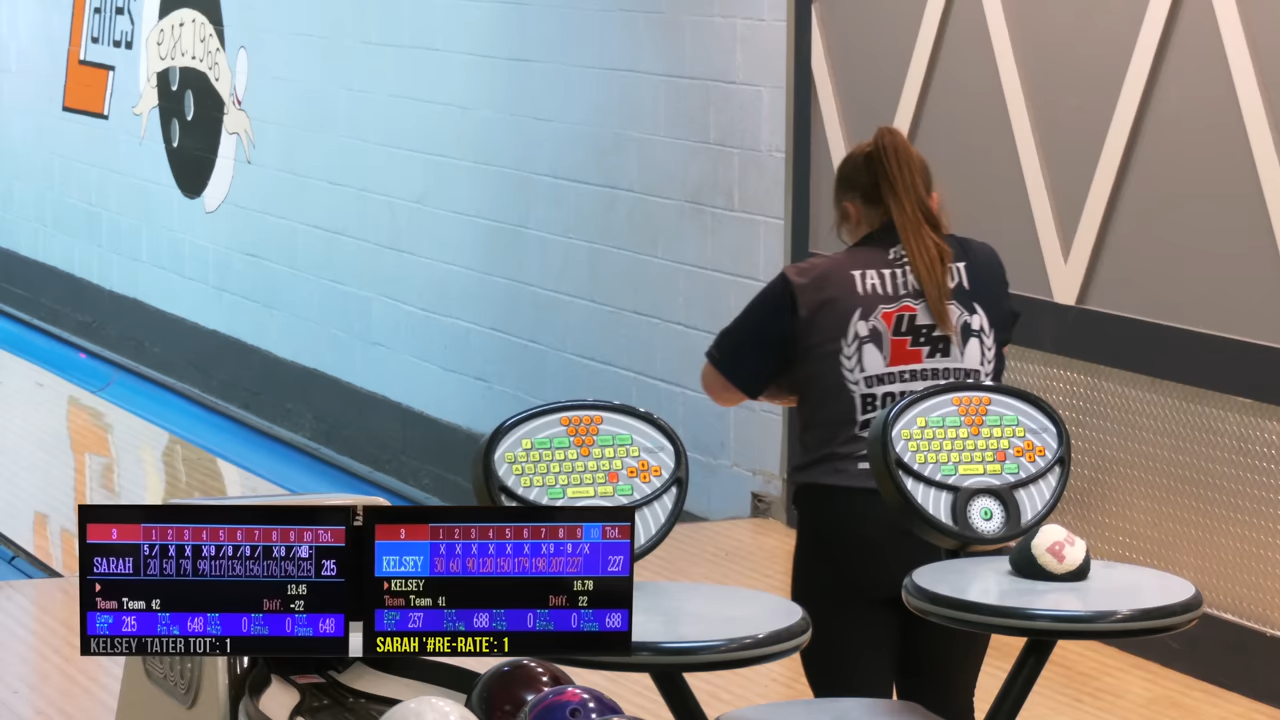 Lanes
est. 1966
TATER TOT
UBA
UNDERGROUND
3 1 2 3 4 5 6 7 8 9 10 Tot.
SARAH 20 50 79 99 117 136 156 176 196 215 215
13.45
Team Team 42 Diff. -22
215 648 0 0 648
KELSEY 'TATER TOT': 1
3 1 2 3 4 5 6 7 8 9 10 Tot.
X X X X X X X 9 - 9 / X
KELSEY 30 60 90 120 150 179 198 207 227 227
KELSEY 16.78
Team Team 41 Diff. 22
237 688 0 0 688
SARAH '#RE-RATE': 1